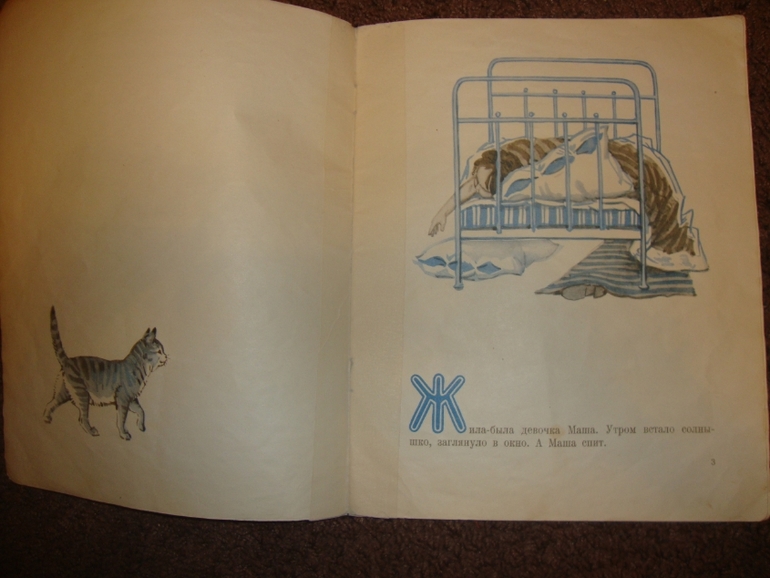 Жила-была девочка Маша. Утром встало солны-
шко, заглянуло в окно. А Маша спит.
3